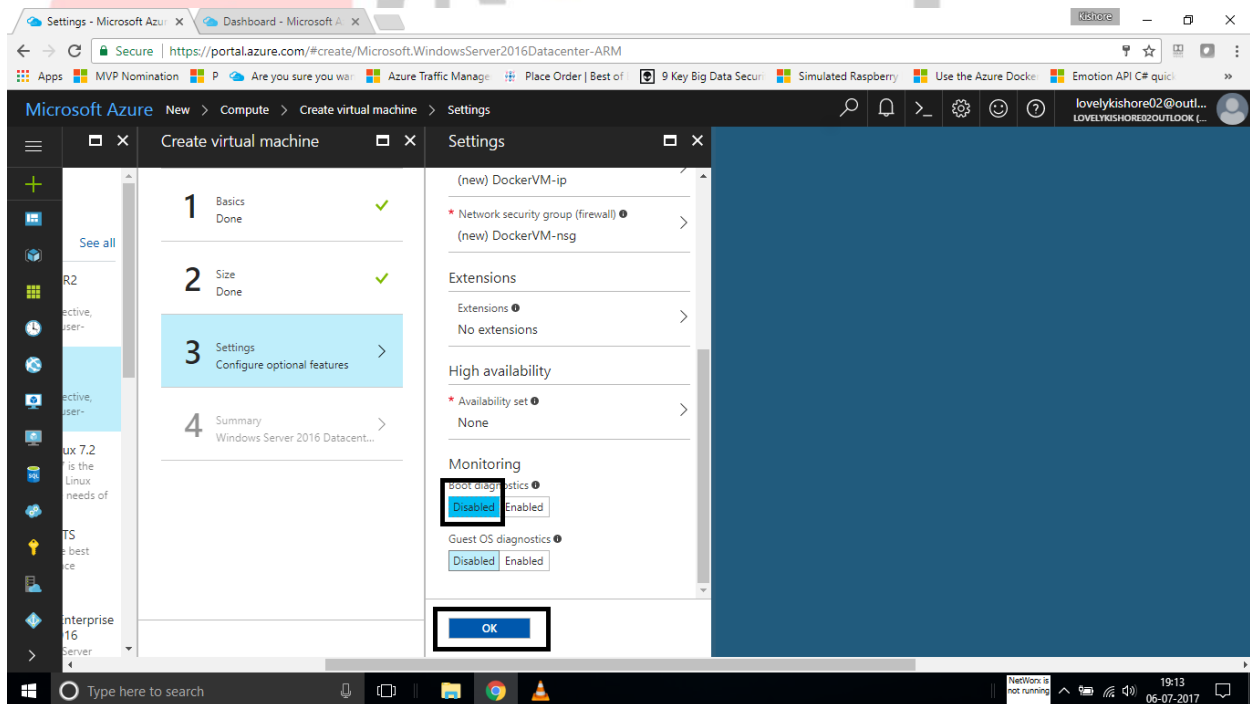 Settings - Microsoft Azur
Dashboard - Microsoft A
Kishore
Secure
https://portal.azure.com/#create/Microsoft.WindowsServer2016Datacenter-ARM
Apps
MVP Nomination
P
Are you sure you wan
Azure Traffic Manage
Place Order | Best of
9 Key Big Data Securi
Simulated Raspberry
Use the Azure Docker
Emotion API C# quick
»
Microsoft Azure New > Compute > Create virtual machine > Settings
lovelykishore02@outl...
LOVELYKISHORE02OUTLOOK (...
Create virtual machine
Settings
See all
R2
ective,
user-
ective,
user-
ux 7.2
' is the
Linux
needs of
TS
e best
ce
Enterprise
16
Server
1 Basics
Done
2 Size
Done
3 Settings
Configure optional features
4 Summary
Windows Server 2016 Datacent...
(new) DockerVM-ip
* Network security group (firewall)
(new) DockerVM-nsg
Extensions
Extensions
No extensions
High availability
* Availability set
None
Monitoring
Boot diagnostics
Disabled Enabled
Guest OS diagnostics
Disabled Enabled
OK
SQL
Type here to search
NetWorx is
not running
19:13
06-07-2017